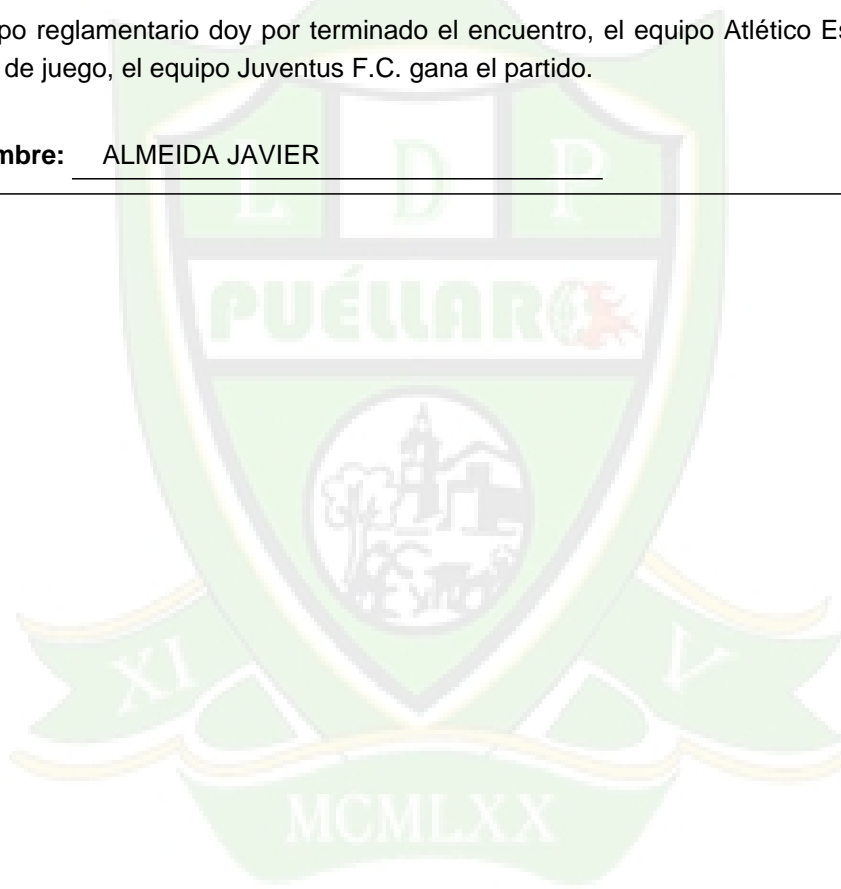 po reglamentario doy por terminado el encuentro, el equipo Atlético Es
de juego, el equipo Juventus F.C. gana el partido.
mbre: ALMEIDA JAVIER
L D P
PUÉLLARO
XI V
MCMLXX